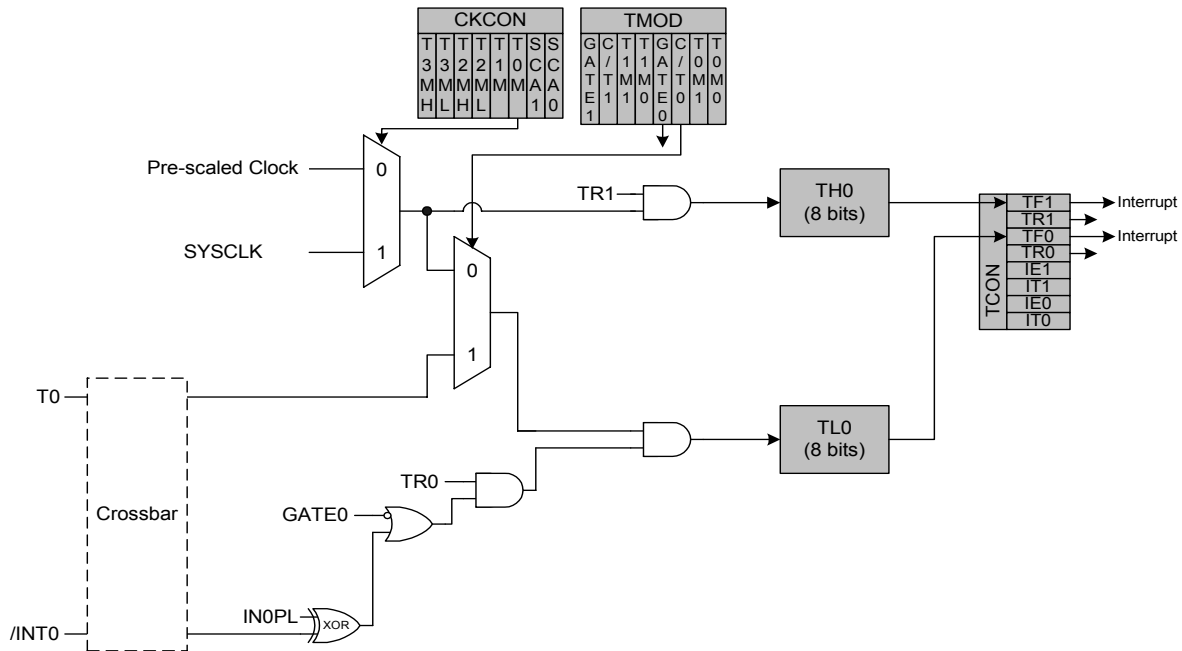 CKCON
TMOD
T3MH
T3ML
T2MH
T2ML
T1M
T0M
SCA1
SCA0
GATE1
C/T1
T1M1
T1M0
GATE0
C/T0
T0M1
T0M0
Pre-scaled Clock
0
SYSCLK
1
TR1
TH0
(8 bits)
TCON
TF1
TR1
TF0
TR0
IE1
IT1
IE0
IT0
Interrupt
Interrupt
0
1
T0
Crossbar
TL0
(8 bits)
TR0
GATE0
IN0PL
XOR
/INT0